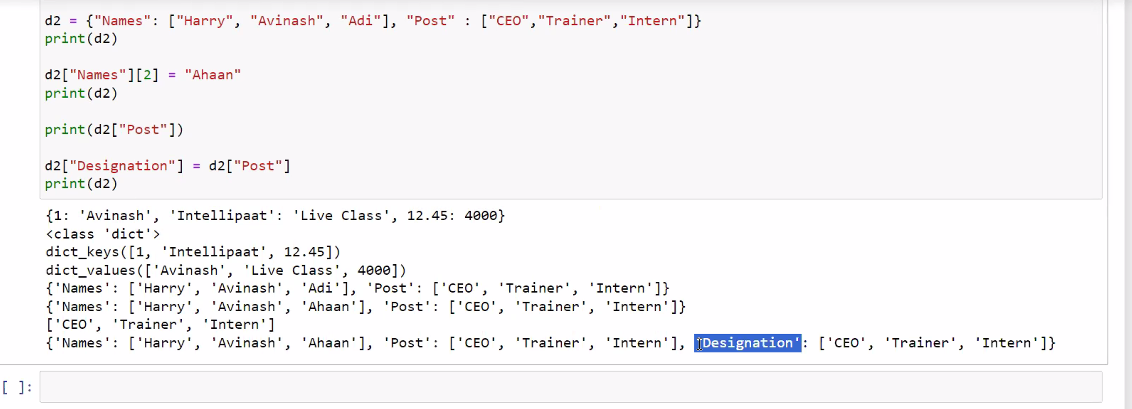 d2 = {"Names": ["Harry", "Avinash", "Adi"], "Post" : ["CEO","Trainer","Intern"]}
print(d2)
d2["Names"][2] = "Ahaan"
print(d2)
print(d2["Post"])
d2["Designation"] = d2["Post"]
print(d2)
{1: 'Avinash', 'Intellipaat': 'Live Class', 12.45: 4000}
<class 'dict'>
dict_keys([1, 'Intellipaat', 12.45])
dict_values(['Avinash', 'Live Class', 4000])
{'Names': ['Harry', 'Avinash', 'Adi'], 'Post': ['CEO', 'Trainer', 'Intern']}
{'Names': ['Harry', 'Avinash', 'Ahaan'], 'Post': ['CEO', 'Trainer', 'Intern']}
['CEO', 'Trainer', 'Intern']
{'Names': ['Harry', 'Avinash', 'Ahaan'], 'Post': ['CEO', 'Trainer', 'Intern'], 'Designation': ['CEO', 'Trainer', 'Intern']}
[ ]: